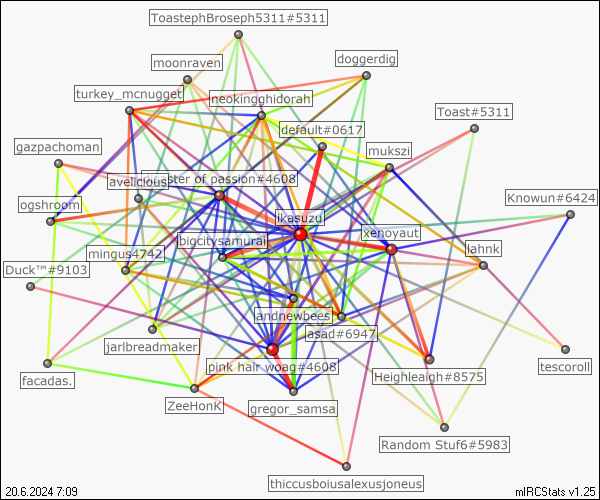 ToastephBroseph5311#5311
moonraven
doggerdig
turkey_mcnugget
neokingghidorah
Toast#5311
default#0617
gazpachoman
mukszi
avelicious
ster of passion#4608
Knowun#6424
ogshroom
ikasuzu
xenoyaut
bigcitysamurai
lahnk
mingus4742
Duck™#9103
andnewbees
jasad#6947
jarlbreadmaker
pink hair woag#4608
tescoroll
facadas.
Heighleaigh#8575
ZeeHonK
gregor_samsa
Random Stuf6#5983
thiccusboiusalexusjoneus
20.6.2024 7:09
mIRCStats v1.25